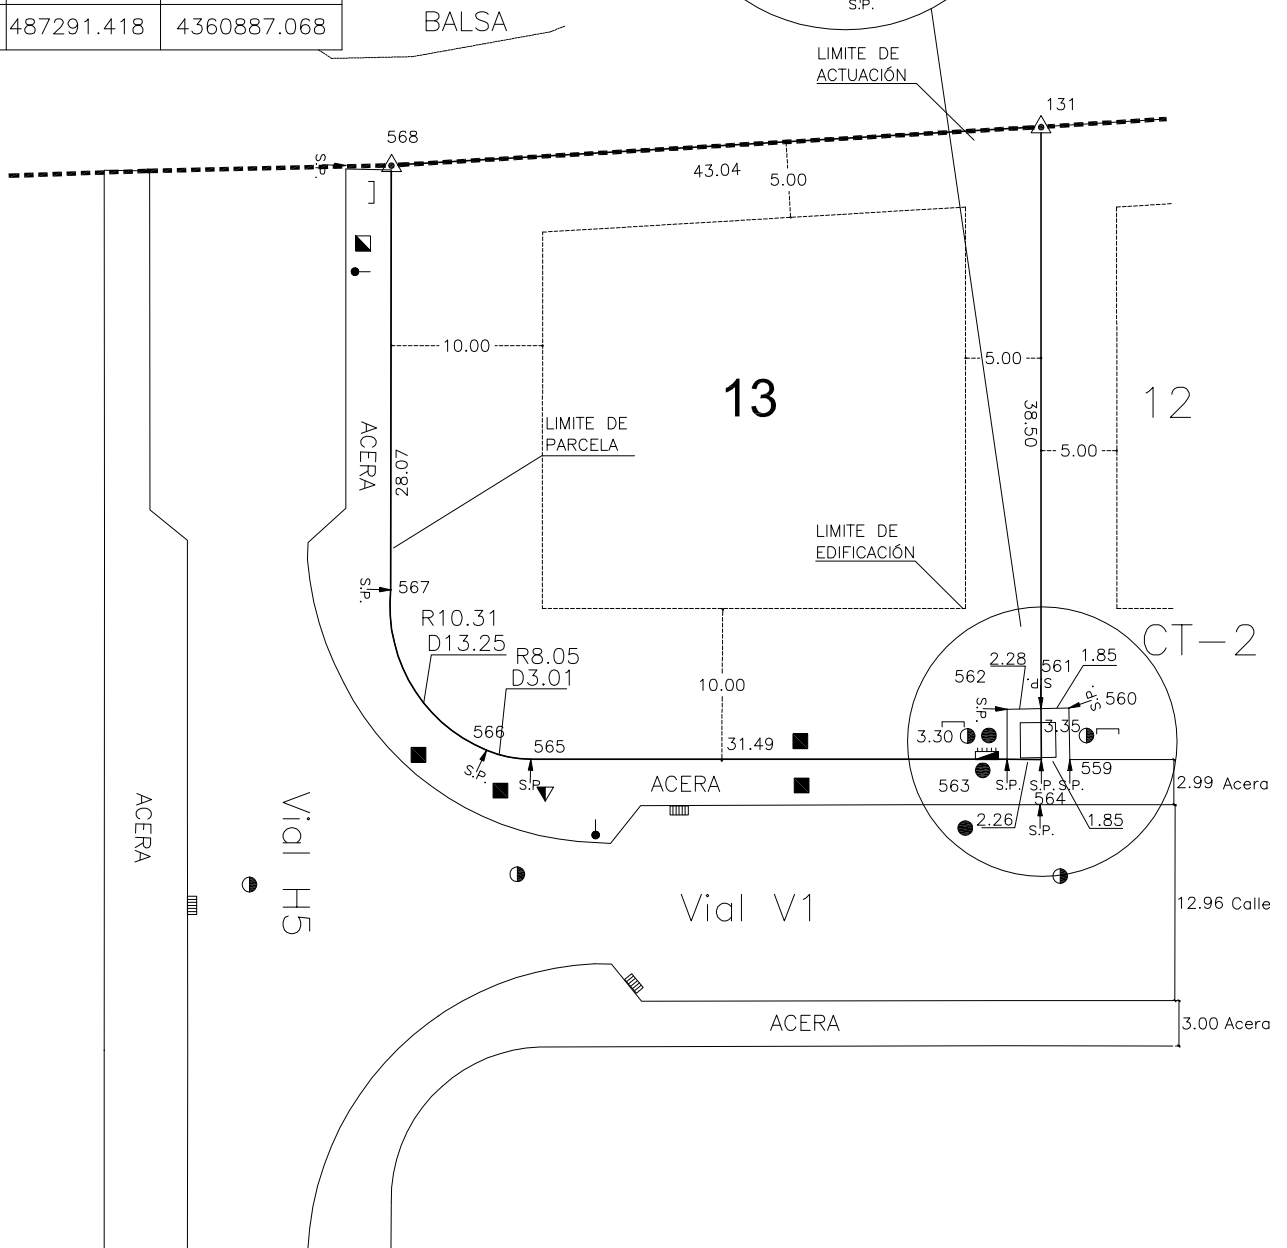 S.P.
487291.418 4360887.068
BALSA
LIMITE DE
ACTUACIÓN
131
568
S.P.
43.04
5.00
10.00
5.00
13
12
38.50
LIMITE DE
PARCELA
ACERA
28.07
5.00
LIMITE DE
EDIFICACIÓN
S.P.
567
R10.31
D13.25
R8.05
D3.01
CT-2
2.28
561
1.85
562
S.P.
10.00
S.P.
S.P.
560
566
565
31.49
3.30
3.35
S.P.
S.P.
ACERA
563
S.P.
S.P.
S.P.
559
564
2.99 Acera
2.26
S.P.
1.85
ACERA
Vial H5
Vial V1
12.96 Calle
ACERA
3.00 Acera